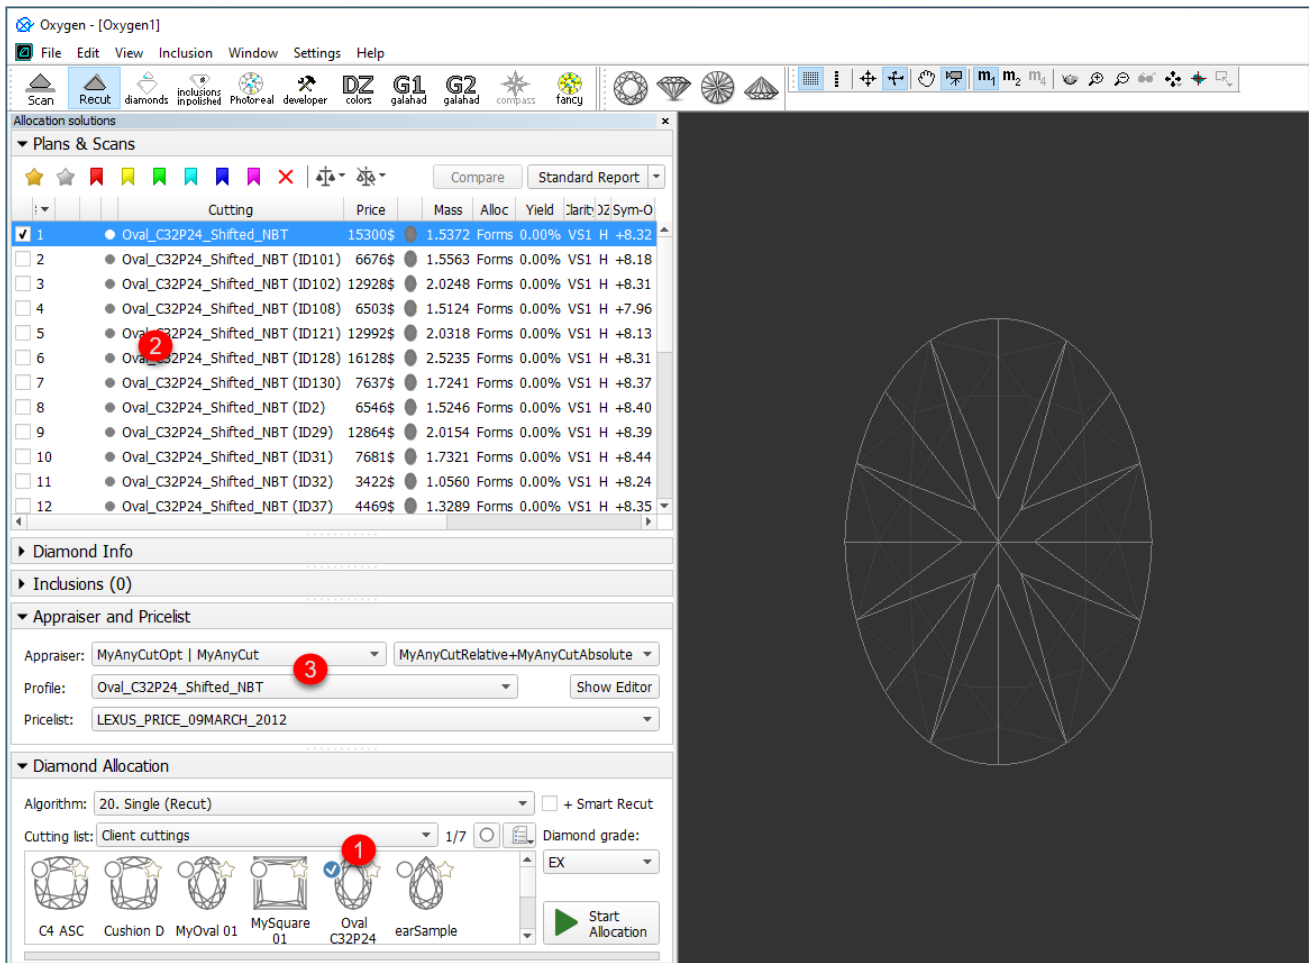 Oxygen - [Oxygen1]
File Edit View Inclusion Window Settings Help
Scan Recut diamonds inclusions inpolished Photoreal developer DZ colors G1 galahad G2 galahad compass fancy m1 m2 m4
Allocation solutions
Plans & Scans
Compare Standard Report
Cutting Price Mass Alloc Yield Sym-O
1 Oval_C32P24_Shifted_NBT 15300$ 1.5372 Forms 0.00% VS1 H +8.32
2 Oval_C32P24_Shifted_NBT (ID101) 6676$ 1.5563 Forms 0.00% VS1 H +8.18
3 Oval_C32P24_Shifted_NBT (ID102) 12928$ 2.0248 Forms 0.00% VS1 H +8.31
4 Oval_C32P24_Shifted_NBT (ID108) 6503$ 1.5124 Forms 0.00% VS1 H +7.96
5 Oval_C32P24_Shifted_NBT (ID121) 12992$ 2.0318 Forms 0.00% VS1 H +8.13
2
6 Oval_C32P24_Shifted_NBT (ID128) 16128$ 2.5235 Forms 0.00% VS1 H +8.31
7 Oval_C32P24_Shifted_NBT (ID130) 7637$ 1.7241 Forms 0.00% VS1 H +8.37
8 Oval_C32P24_Shifted_NBT (ID2) 6546$ 1.5246 Forms 0.00% VS1 H +8.40
9 Oval_C32P24_Shifted_NBT (ID29) 12864$ 2.0154 Forms 0.00% VS1 H +8.39
10 Oval_C32P24_Shifted_NBT (ID31) 7681$ 1.7321 Forms 0.00% VS1 H +8.44
11 Oval_C32P24_Shifted_NBT (ID32) 3422$ 1.0560 Forms 0.00% VS1 H +8.24
12 Oval_C32P24_Shifted_NBT (ID37) 4469$ 1.3289 Forms 0.00% VS1 H +8.35
Diamond Info
Inclusions (0)
Appraiser and Pricelist
Appraiser: MyAnyCutOpt | MyAnyCut MyAnyCutRelative+MyAnyCutAbsolute
3
Profile: Oval_C32P24_Shifted_NBT Show Editor
Pricelist: LEXUS_PRICE_09MARCH_2012
Diamond Allocation
Algorithm: 20. Single (Recut) + Smart Recut
Cutting list: Client cuttings 1/7 Diamond grade:
1
EX
C4 ASC Cushion D MyOval 01 MySquare 01 Oval C32P24 earSample
Start Allocation